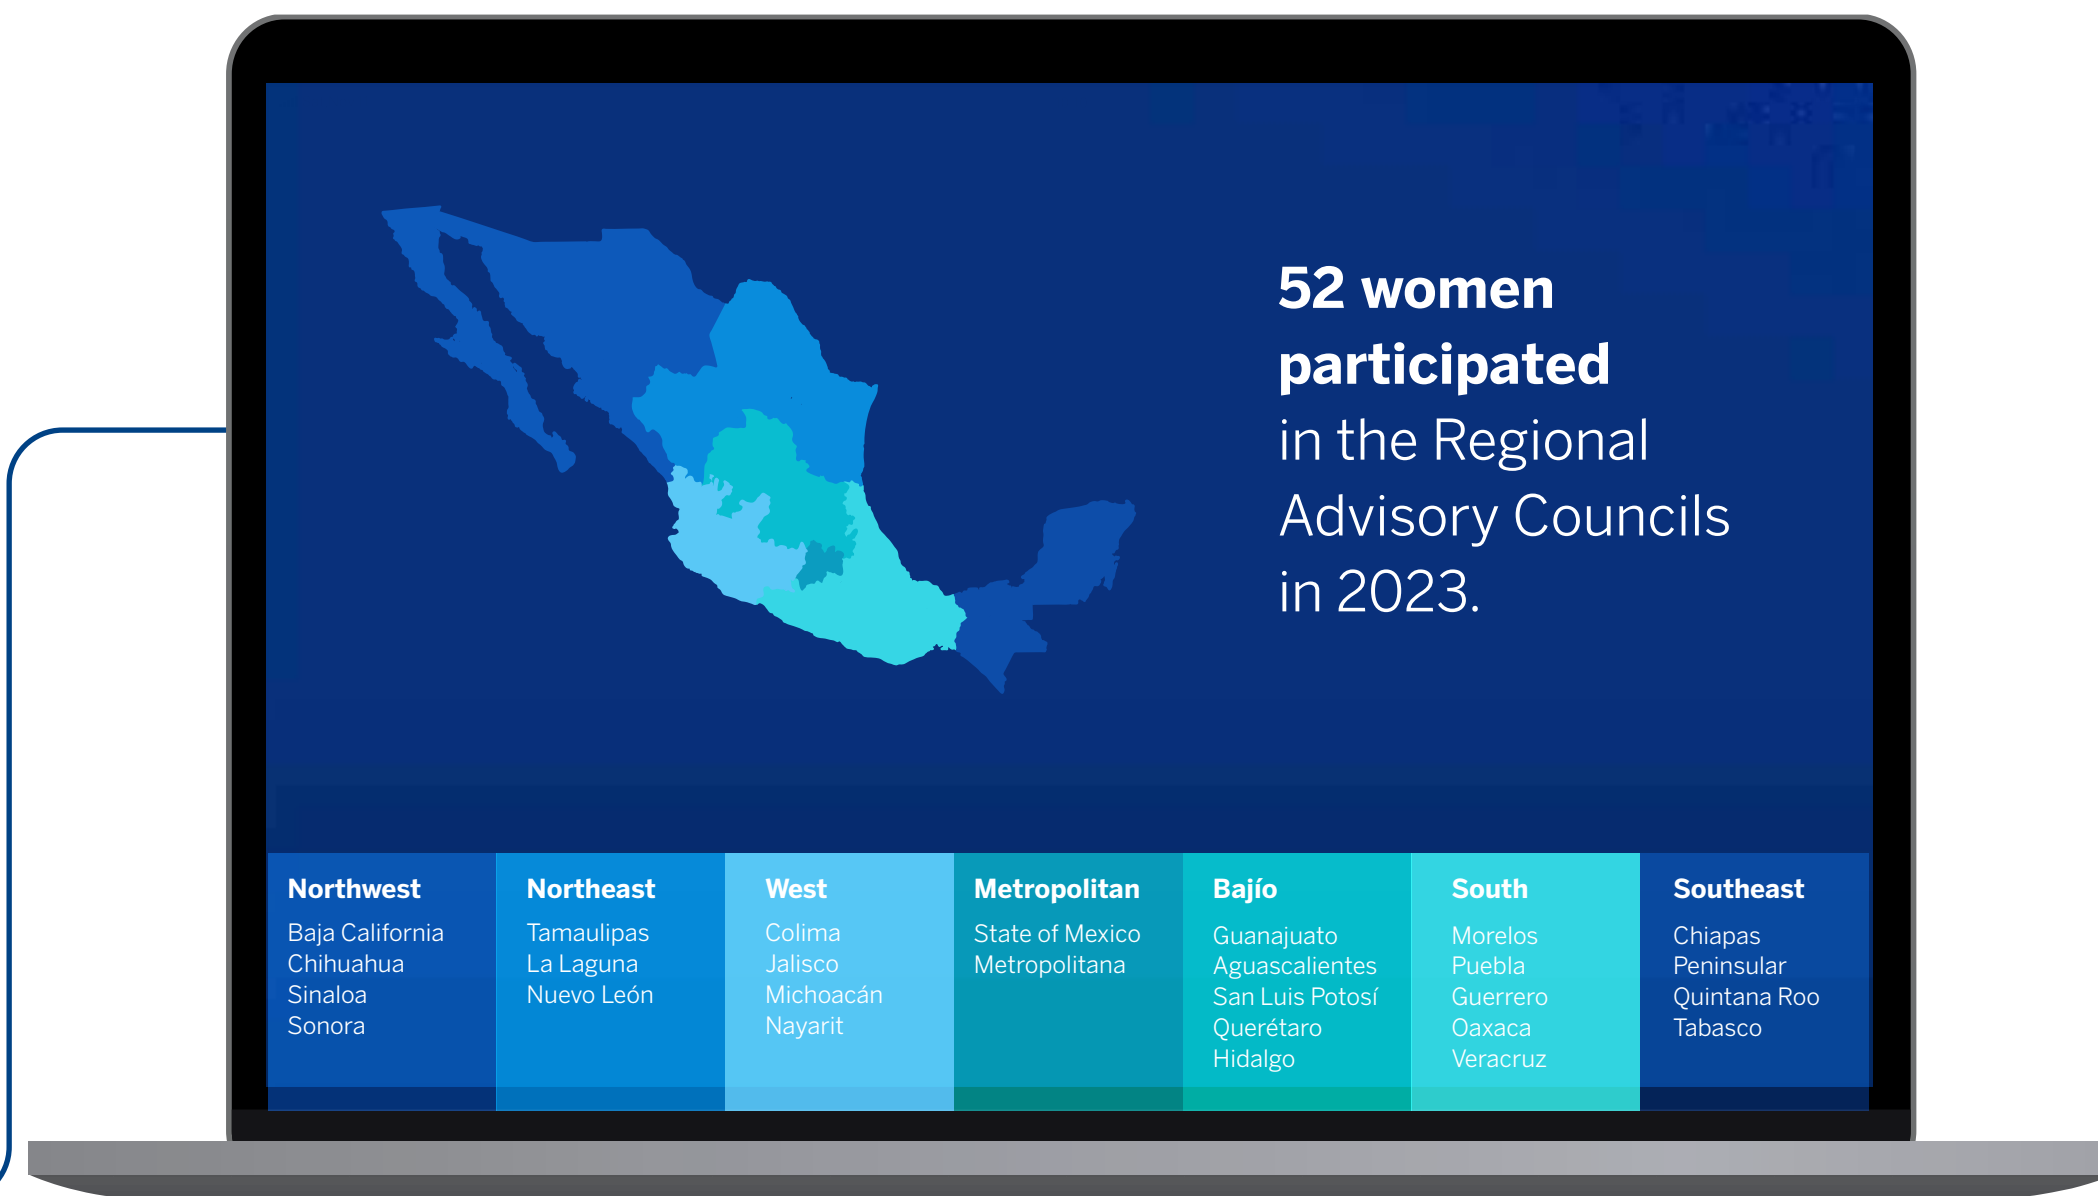 52 women
participated
in the Regional
Advisory Councils
in 2023.
Northwest
Baja California
Chihuahua
Sinaloa
Sonora
Northeast
Tamaulipas
La Laguna
Nuevo León
West
Colima
Jalisco
Michoacán
Nayarit
Metropolitan
State of Mexico
Metropolitana
Bajío
Guanajuato
Aguascalientes
San Luis Potosí
Querétaro
Hidalgo
South
Morelos
Puebla
Guerrero
Oaxaca
Veracruz
Southeast
Chiapas
Peninsular
Quintana Roo
Tabasco